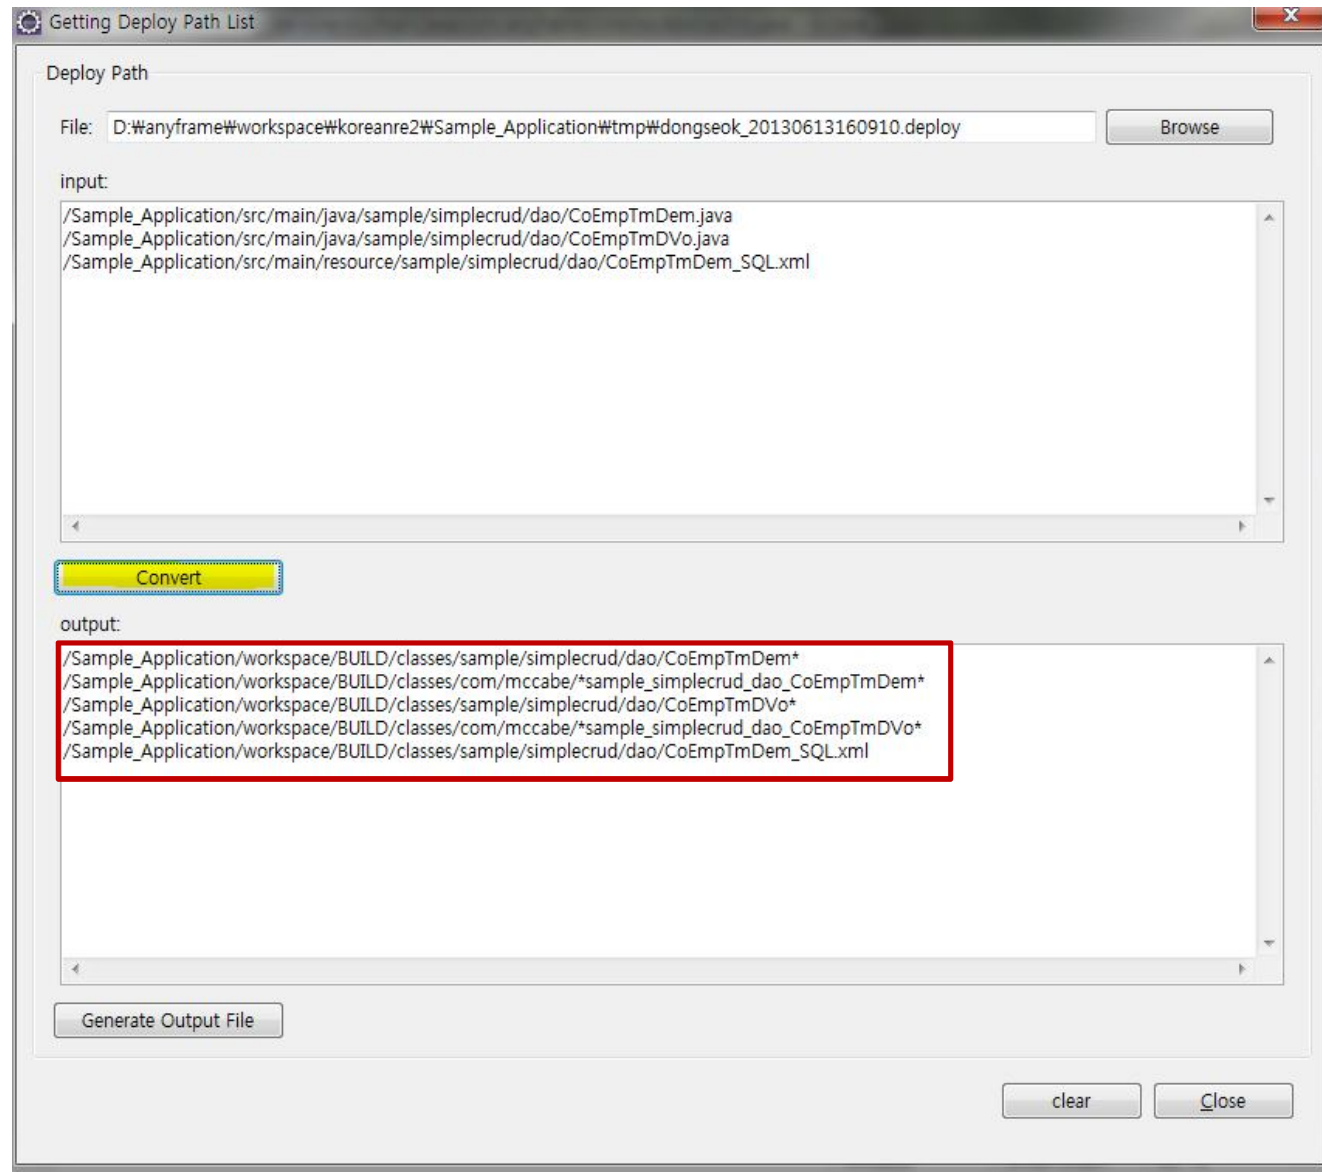 Getting Deploy Path List
Deploy Path
File: D:₩anyframe₩workspace₩koreanre2₩Sample_Application₩tmp₩dongseok_20130613160910.deploy Browse
input:
/Sample_Application/src/main/java/sample/simplecrud/dao/CoEmpTmDem.java
/Sample_Application/src/main/java/sample/simplecrud/dao/CoEmpTmDVo.java
/Sample_Application/src/main/resource/sample/simplecrud/dao/CoEmpTmDem_SQL.xml
Convert
output:
/Sample_Application/workspace/BUILD/classes/sample/simplecrud/dao/CoEmpTmDem*
/Sample_Application/workspace/BUILD/classes/com/mccabe/*sample_simplecrud_dao_CoEmpTmDem*
/Sample_Application/workspace/BUILD/classes/sample/simplecrud/dao/CoEmpTmDVo*
/Sample_Application/workspace/BUILD/classes/com/mccabe/*sample_simplecrud_dao_CoEmpTmDVo*
/Sample_Application/workspace/BUILD/classes/sample/simplecrud/dao/CoEmpTmDem_SQL.xml
Generate Output File
clear Close